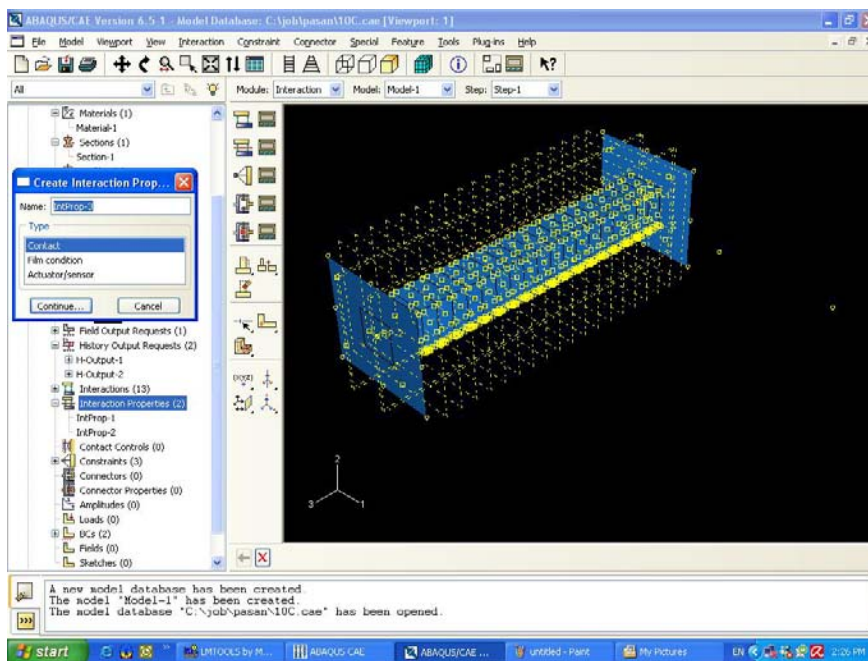 ABAQUS/CAE Version 6.5-1 - Model Database: C:\job\pasan\10C.cae [Viewport: 1]
File Model Viewport View Interaction Constraint Connector Special Feature Tools Plug-ins Help
All Module: Interaction Model: Model-1 Step: Step-1
Materials (1)
Material-1
Sections (1)
Section-1
Create Interaction Prop...
Name: IntProp-3
Type
Contact
Film condition
Actuator/sensor
Continue... Cancel
Field Output Requests (1)
History Output Requests (2)
H-Output-1
H-Output-2
Interactions (13)
Interaction Properties (2)
IntProp-1
IntProp-2
Contact Controls (0)
Constraints (3)
Connectors (0)
Connector Properties (0)
Amplitudes (0)
Loads (0)
BCs (2)
Fields (0)
Sketches (0)
(XYZ)
2
3 1
A new model database has been created.
The model "Model-1" has been created.
The model database "C:\job\pasan\10C.cae" has been opened.
start LMTOOLS by M... ABAQUS CAE ABAQUS/CAE ... untitled - Paint My Pictures EN 2:26 PM